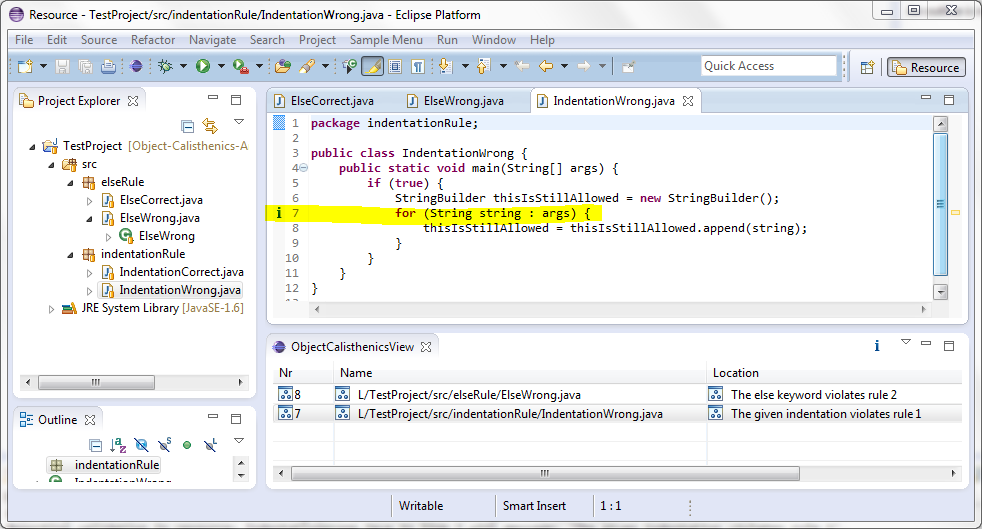 Resource - TestProject/src/indentationRule/IndentationWrong.java - Eclipse Platform
File Edit Source Refactor Navigate Search Project Sample Menu Run Window Help
Quick Access
Resource
Project Explorer
TestProject [Object-Calisthenics-A
src
elseRule
ElseCorrect.java
ElseWrong.java
ElseWrong
indentationRule
IndentationCorrect.java
IndentationWrong.java
JRE System Library [JavaSE-1.6]
Outline
indentationRule
IndentationWrong
ElseCorrect.java ElseWrong.java IndentationWrong.java
1 package indentationRule;
2
3 public class IndentationWrong {
4 public static void main(String[] args) {
5 if (true) {
6 StringBuilder thisIsStillAllowed = new StringBuilder();
7 for (String string : args) {
8 thisIsStillAllowed = thisIsStillAllowed.append(string);
9 }
10 }
11 }
12 }
ObjectCalisthenicsView
Nr Name Location
8 L/TestProject/src/elseRule/ElseWrong.java The else keyword violates rule 2
7 L/TestProject/src/indentationRule/IndentationWrong.java The given indentation violates rule 1
Writable Smart Insert 1 : 1